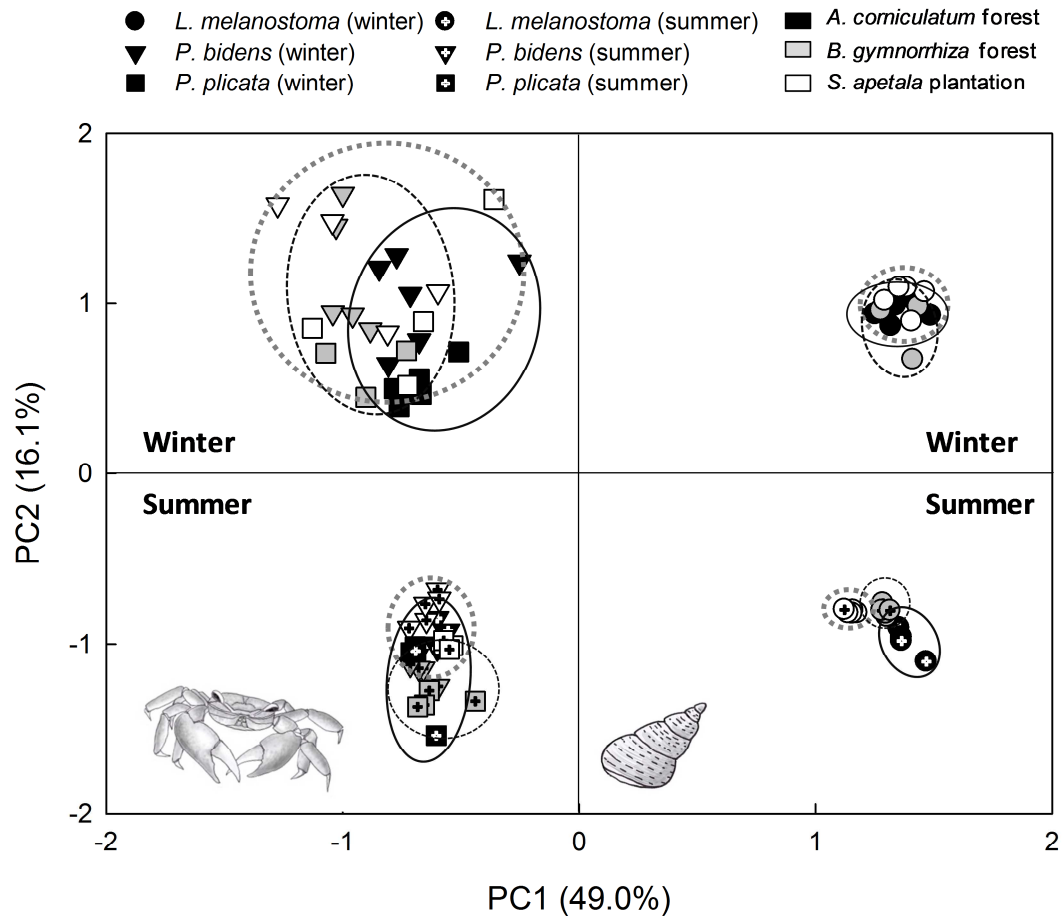 L. melanostoma (winter) L. melanostoma (summer) A. corniculatum forest
P. bidens (winter) P. bidens (summer) B. gymnorrhiza forest
P. plicata (winter) P. plicata (summer) S. apetala plantation
2
1
Winter Winter
0
Summer Summer
-1
-2
-2 -1 0 1 2
PC2 (16.1%)
PC1 (49.0%)